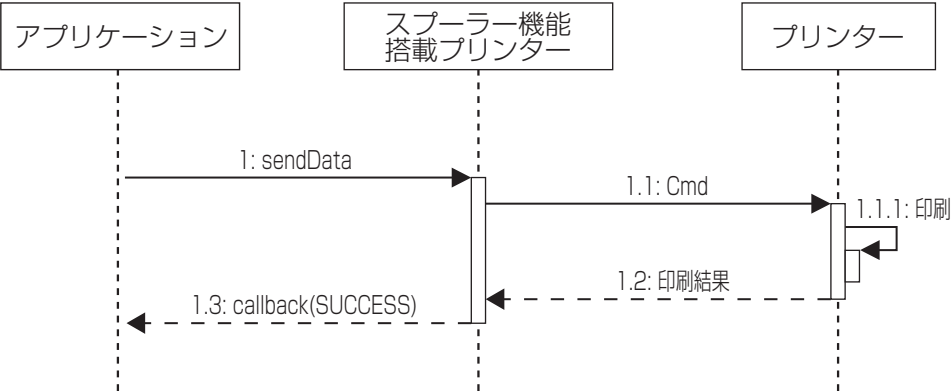 アプリケーション
スプーラー機能
搭載プリンター
プリンター
1: sendData
1.1: Cmd
1.1.1: 印刷
1.2: 印刷結果
1.3: callback(SUCCESS)